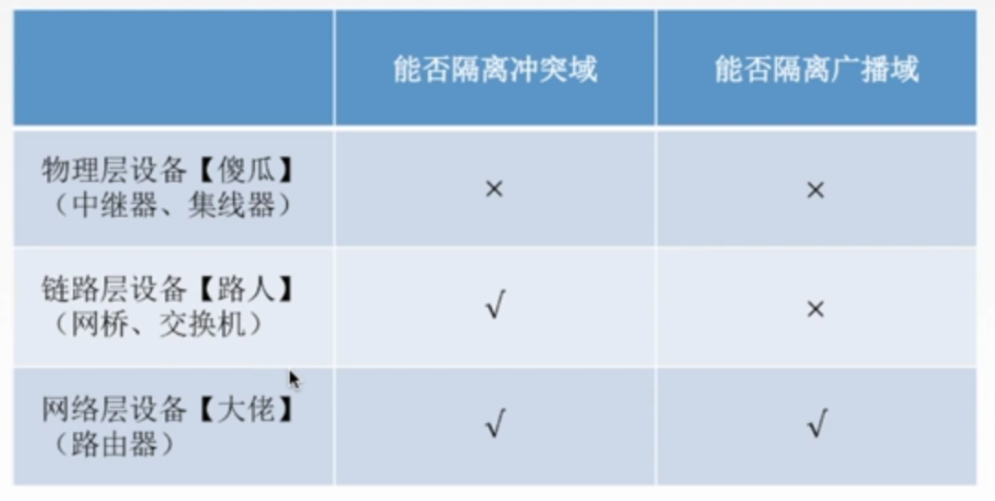 能否隔离冲突域
能否隔离广播域
物理层设备【傻瓜】
（中继器、集线器）
×
×
链路层设备【路人】
（网桥、交换机）
√
×
网络层设备【大佬】
（路由器）
√
√